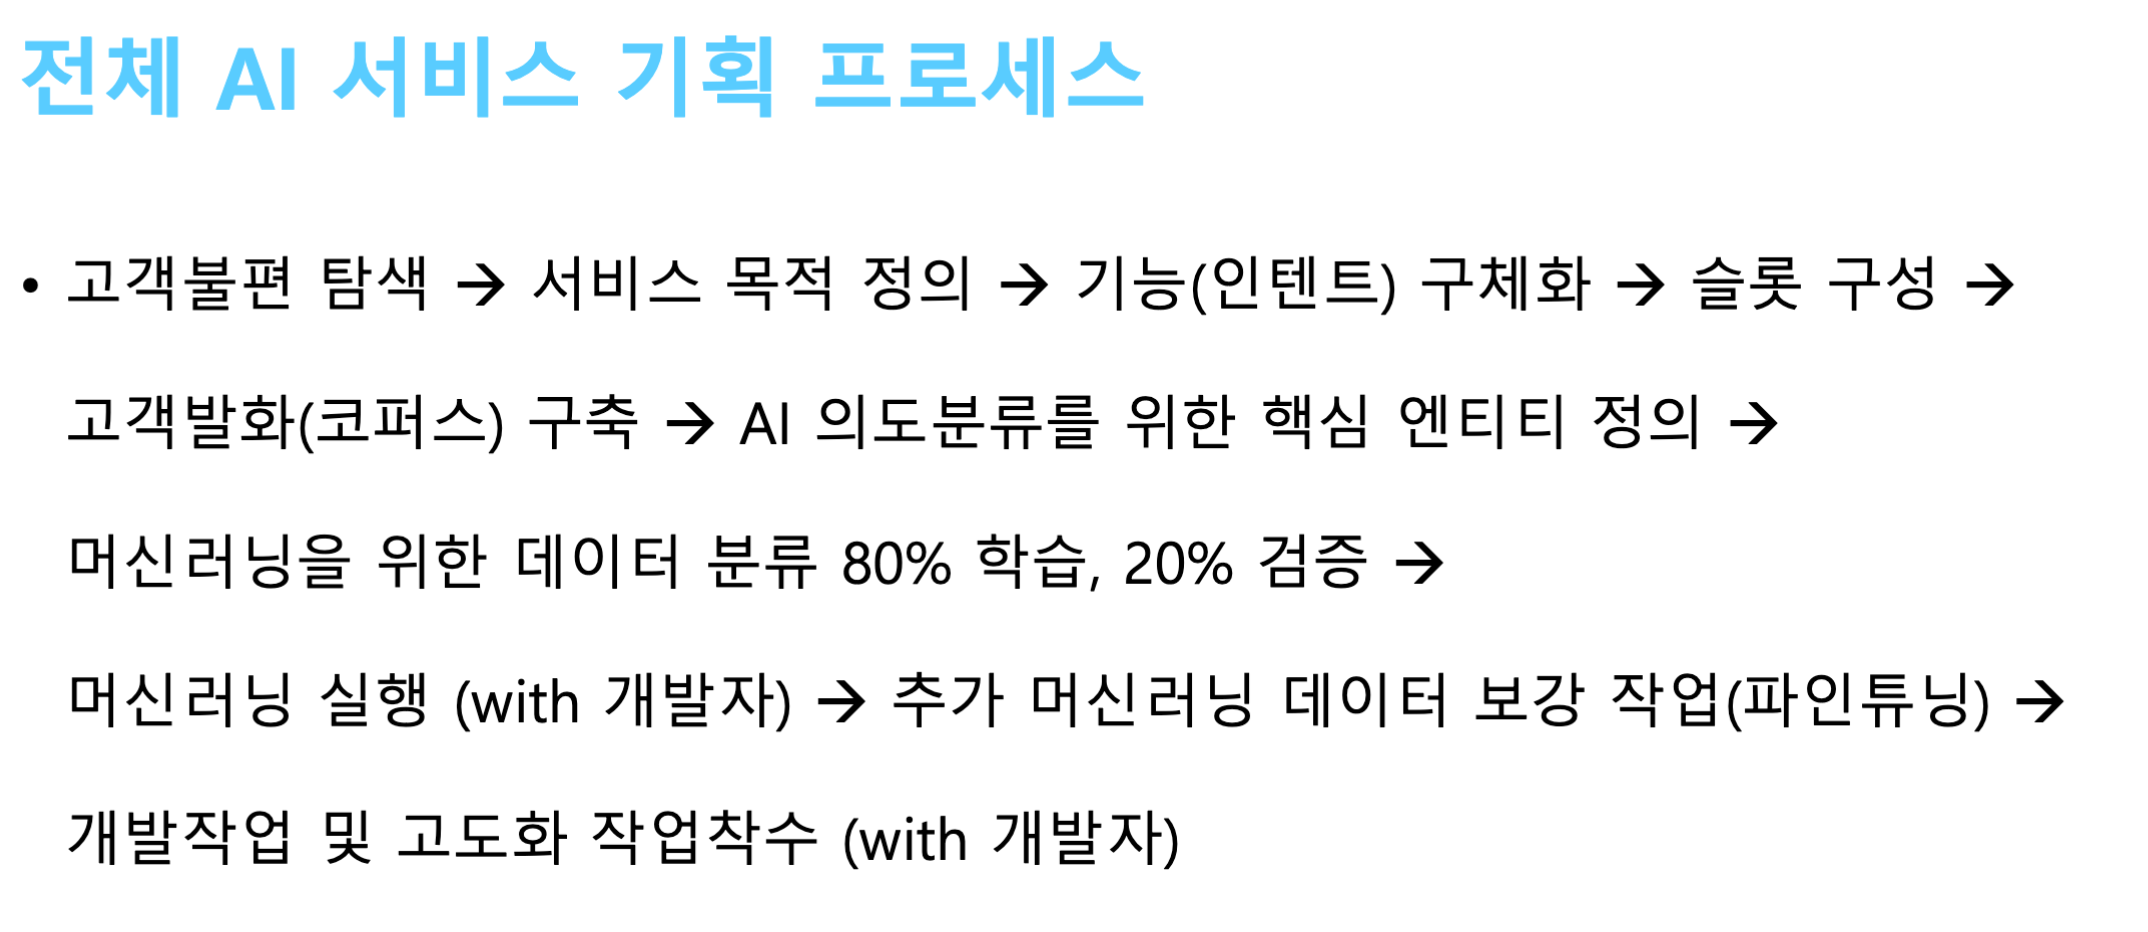 전체 AI 서비스 기획 프로세스
• 고객불편 탐색 → 서비스 목적 정의 → 기능(인텐트) 구체화 → 슬롯 구성 →
고객발화(코퍼스) 구축 → AI 의도분류를 위한 핵심 엔티티 정의 →
머신러닝을 위한 데이터 분류 80% 학습, 20% 검증 →
머신러닝 실행 (with 개발자) → 추가 머신러닝 데이터 보강 작업(파인튜닝) →
개발작업 및 고도화 작업착수 (with 개발자)